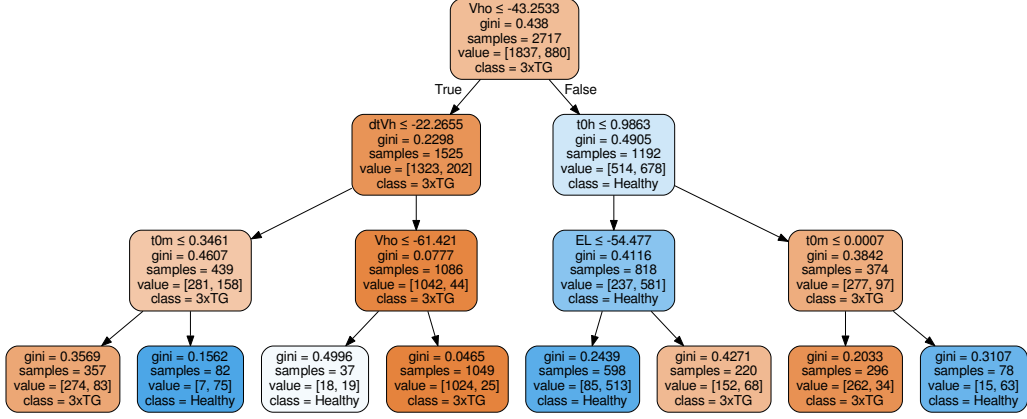 Vho ≤ -43.2533
gini = 0.438
samples = 2717
value = [1837, 880]
class = 3xTG
True
False
dtVh ≤ -22.2655
gini = 0.2298
samples = 1525
value = [1323, 202]
class = 3xTG
t0h ≤ 0.9863
gini = 0.4905
samples = 1192
value = [514, 678]
class = Healthy
t0m ≤ 0.3461
gini = 0.4607
samples = 439
value = [281, 158]
class = 3xTG
Vho ≤ -61.421
gini = 0.0777
samples = 1086
value = [1042, 44]
class = 3xTG
EL ≤ -54.477
gini = 0.4116
samples = 818
value = [237, 581]
class = Healthy
t0m ≤ 0.0007
gini = 0.3842
samples = 374
value = [277, 97]
class = 3xTG
gini = 0.3569
samples = 357
value = [274, 83]
class = 3xTG
gini = 0.1562
samples = 82
value = [7, 75]
class = Healthy
gini = 0.4996
samples = 37
value = [18, 19]
class = Healthy
gini = 0.0465
samples = 1049
value = [1024, 25]
class = 3xTG
gini = 0.2439
samples = 598
value = [85, 513]
class = Healthy
gini = 0.4271
samples = 220
value = [152, 68]
class = 3xTG
gini = 0.2033
samples = 296
value = [262, 34]
class = 3xTG
gini = 0.3107
samples = 78
value = [15, 63]
class = Healthy